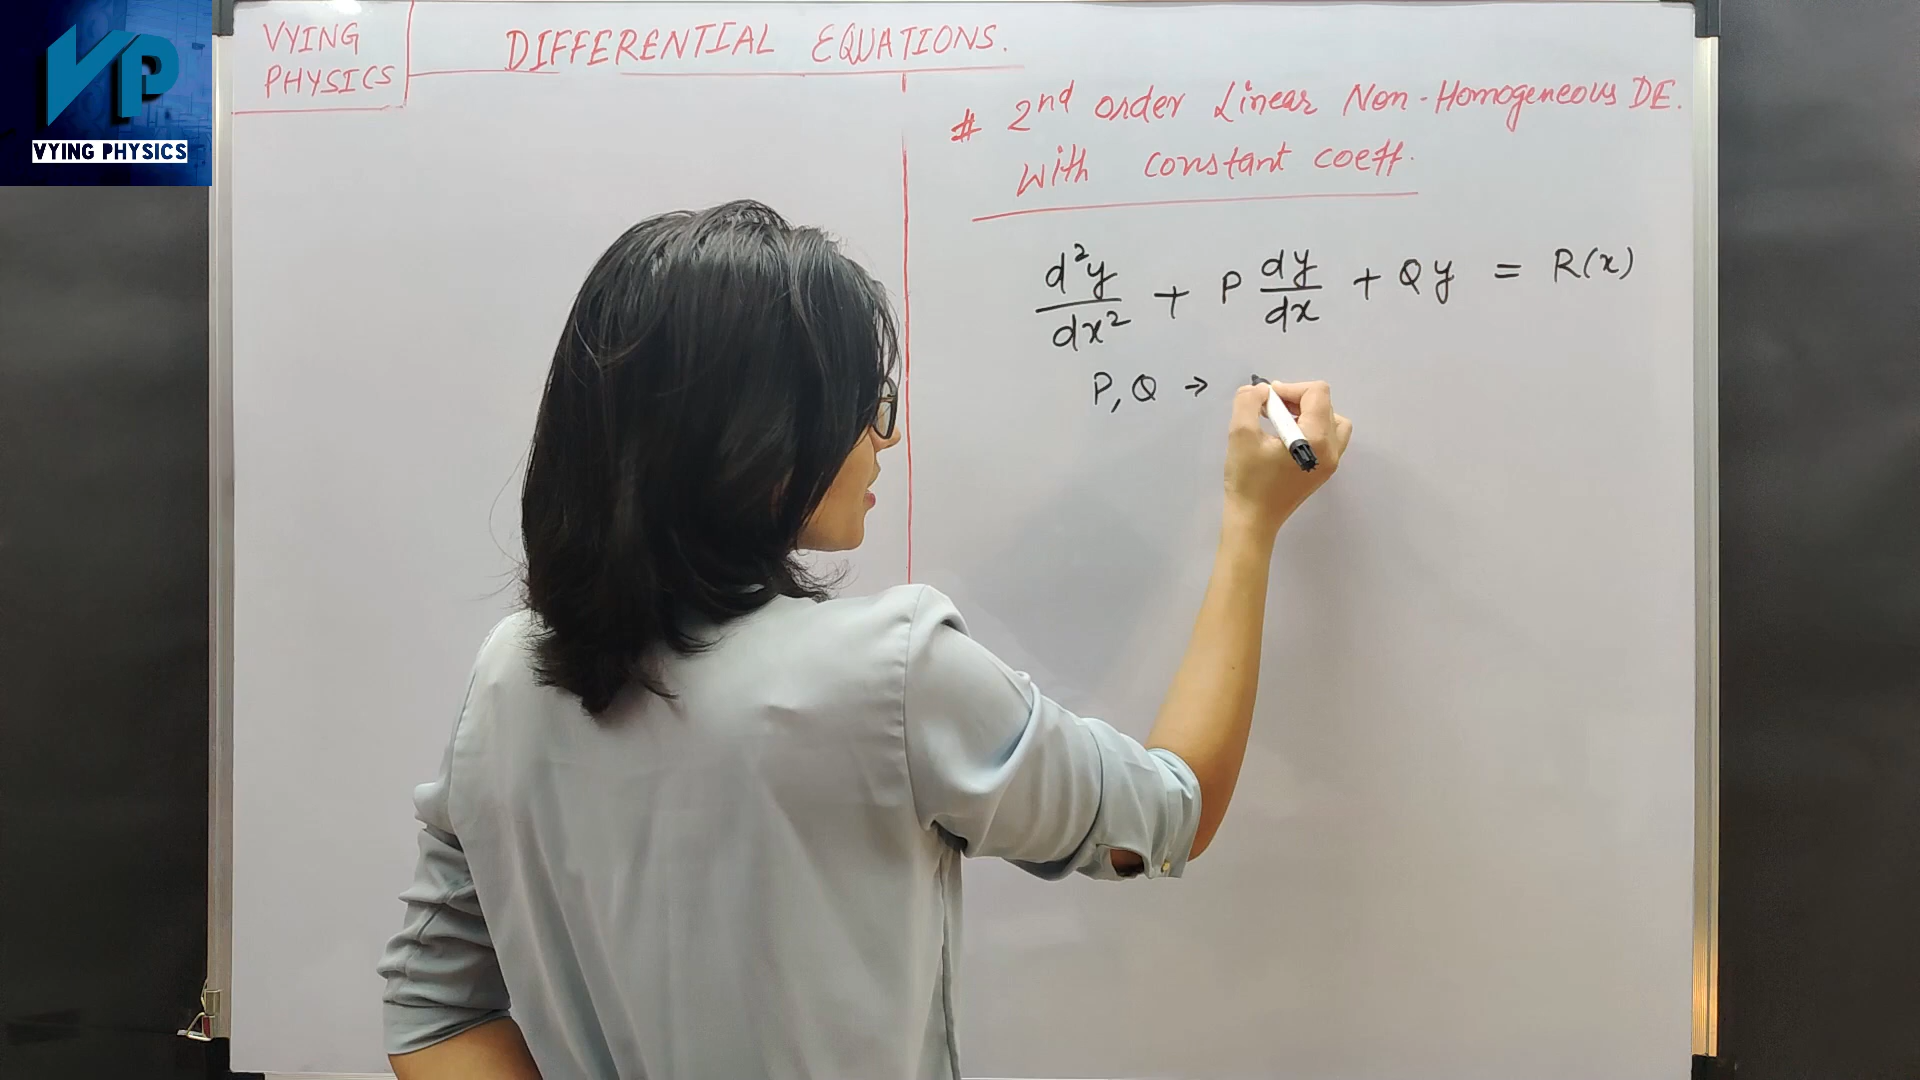 VP
VYING PHYSICS
VYING
PHYSICS
DIFFERENTIAL EQUATIONS.
# 2nd order Linear Non-Homogeneous DE.
with constant coeff.
d²y/dx² + P dy/dx + Qy = R(x)
P, Q →